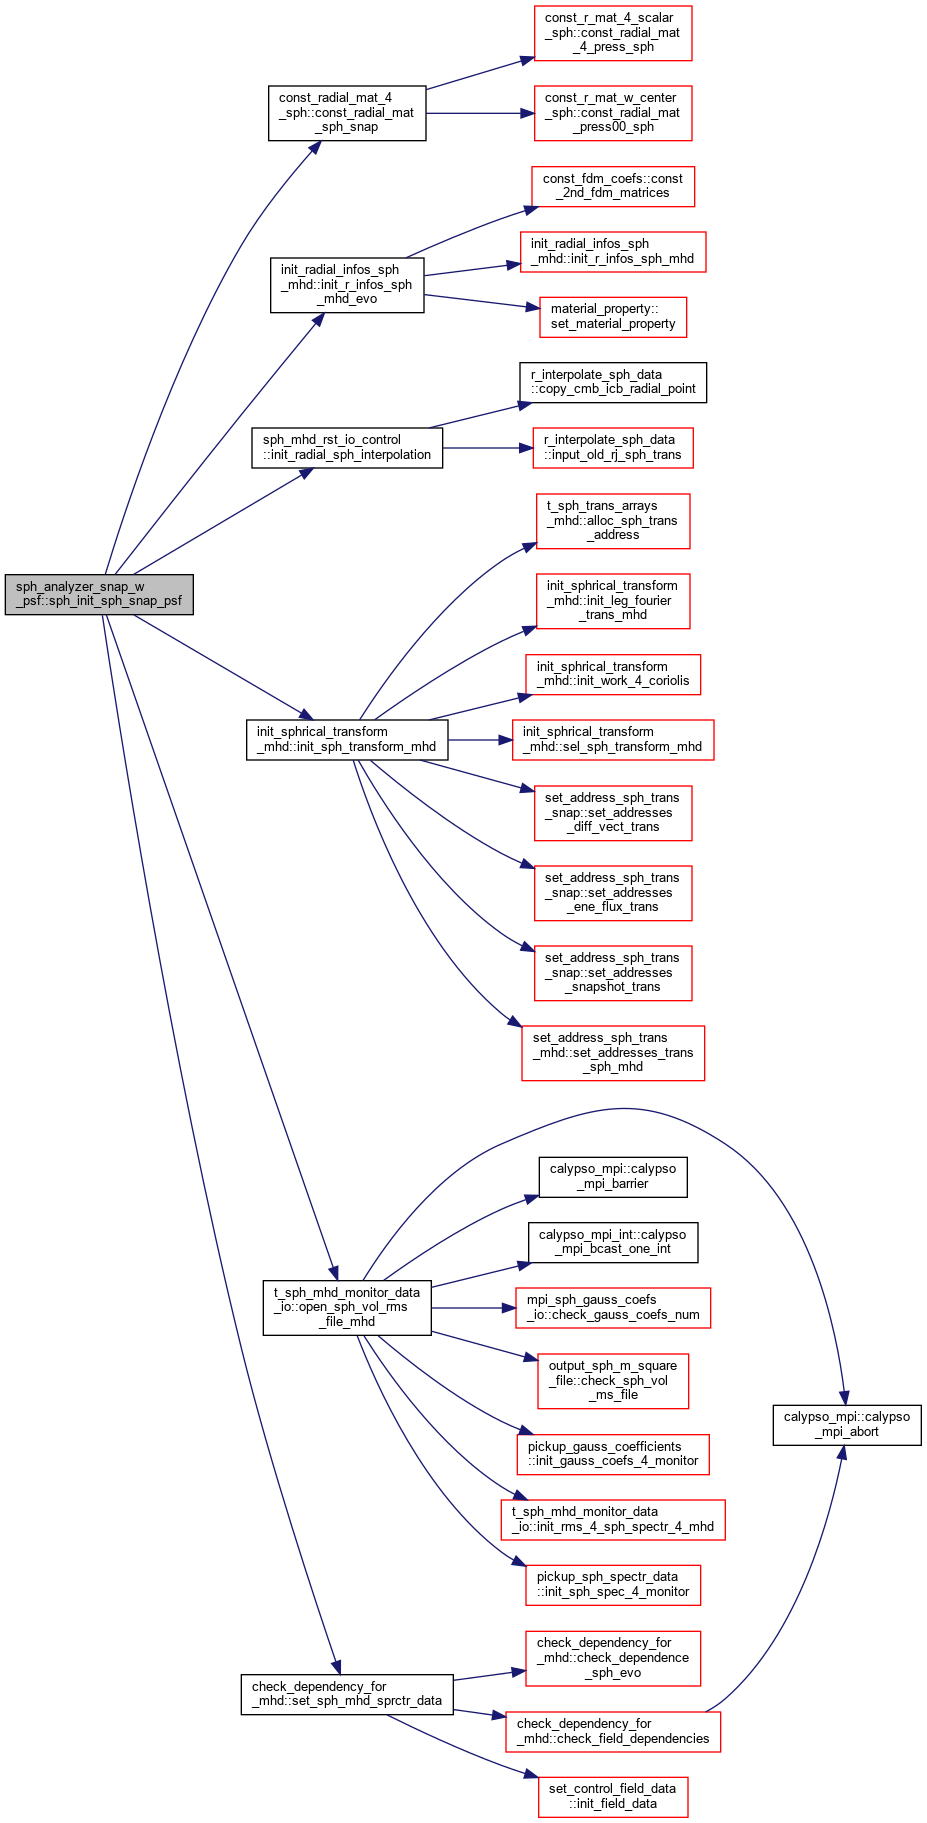 const_r_mat_4_scalar
_sph::const_radial_mat
_4_press_sph
const_radial_mat_4
_sph::const_radial_mat
_sph_snap
const_r_mat_w_center
_sph::const_radial_mat
_press00_sph
const_fdm_coefs::const
_2nd_fdm_matrices
init_radial_infos_sph
_mhd::init_r_infos_sph_mhd
init_radial_infos_sph
_mhd::init_r_infos_sph
_mhd_evo
material_property::
set_material_property
r_interpolate_sph_data
::copy_cmb_icb_radial_point
sph_mhd_rst_io_control
::init_radial_sph_interpolation
r_interpolate_sph_data
::input_old_rj_sph_trans
t_sph_trans_arrays
_mhd::alloc_sph_trans
_address
sph_analyzer_snap_w
_psf::sph_init_sph_snap_psf
init_sphrical_transform
_mhd::init_leg_fourier
_trans_mhd
init_sphrical_transform
_mhd::init_work_4_coriolis
init_sphrical_transform
_mhd::init_sph_transform_mhd
init_sphrical_transform
_mhd::sel_sph_transform_mhd
set_address_sph_trans
_snap::set_addresses
_diff_vect_trans
set_address_sph_trans
_snap::set_addresses
_ene_flux_trans
set_address_sph_trans
_snap::set_addresses
_snapshot_trans
set_address_sph_trans
_mhd::set_addresses_trans
_sph_mhd
calypso_mpi::calypso
_mpi_barrier
calypso_mpi_int::calypso
_mpi_bcast_one_int
t_sph_mhd_monitor_data
_io::open_sph_vol_rms
_file_mhd
mpi_sph_gauss_coefs
_io::check_gauss_coefs_num
output_sph_m_square
_file::check_sph_vol
_ms_file
calypso_mpi::calypso
_mpi_abort
pickup_gauss_coefficients
::init_gauss_coefs_4_monitor
t_sph_mhd_monitor_data
_io::init_rms_4_sph_spectr_4_mhd
pickup_sph_spectr_data
::init_sph_spec_4_monitor
check_dependency_for
_mhd::check_dependence
_sph_evo
check_dependency_for
_mhd::set_sph_mhd_sprctr_data
check_dependency_for
_mhd::check_field_dependencies
set_control_field_data
::init_field_data